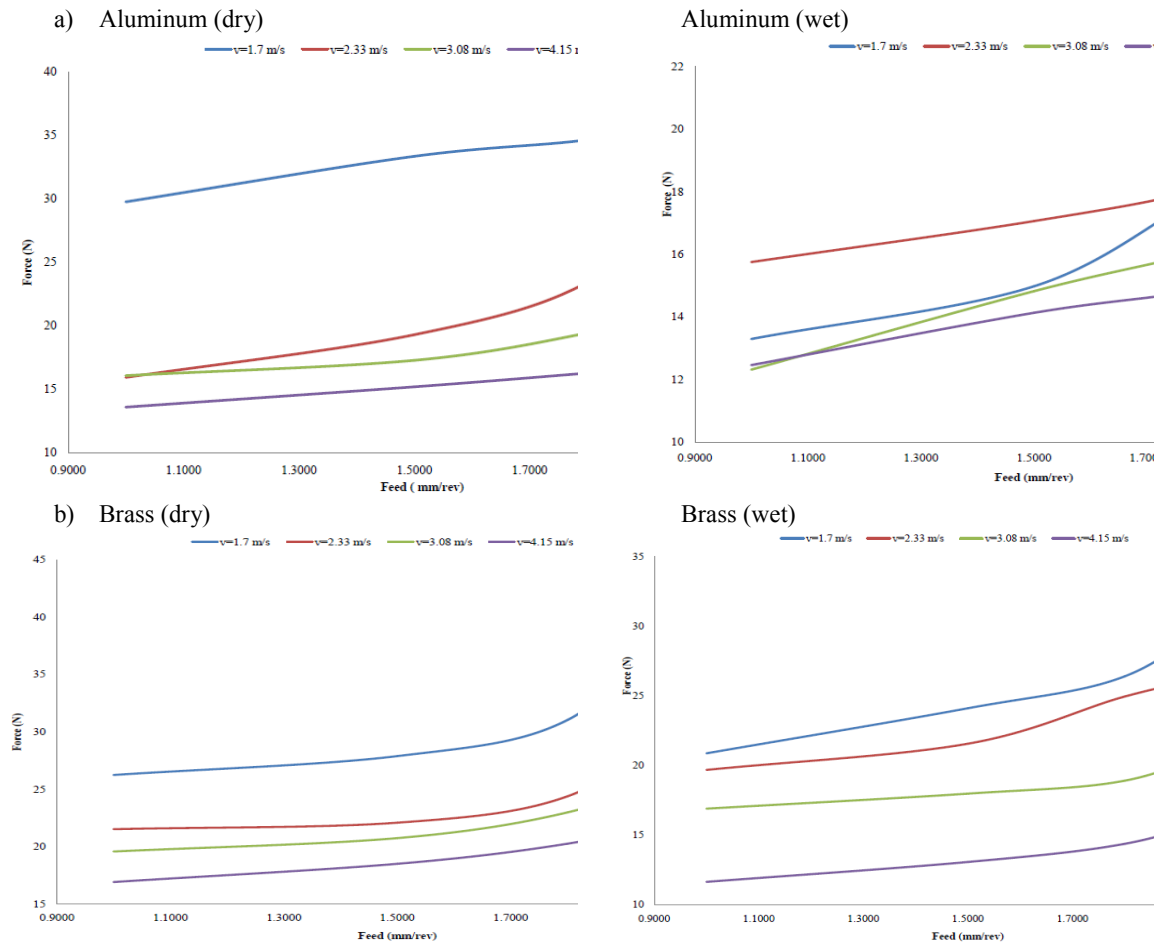 a) Aluminum (dry)
v=1.7 m/s v=2.33 m/s v=3.08 m/s v=4.15 m
40
35
30
25
20
15
10
Force (N)
0.9000 1.1000 1.3000 1.5000 1.7000
Feed ( mm/rev)
Aluminum (wet)
v=1.7 m/s v=2.33 m/s v=3.08 m/s
22
20
18
16
14
12
10
Force (N)
0.9000 1.1000 1.3000 1.5000 1.700
Feed (mm/rev)
b) Brass (dry)
v=1.7 m/s v=2.33 m/s v=3.08 m/s v=4.15 m/s
45
40
35
30
25
20
15
Force (N)
0.9000 1.1000 1.3000 1.5000 1.7000
Feed (mm/rev)
Brass (wet)
v=1.7 m/s v=2.33 m/s v=3.08 m/s v=4.15 m/s
35
30
25
20
15
10
Force (N)
0.9000 1.1000 1.3000 1.5000 1.7000
Feed (mm/rev)